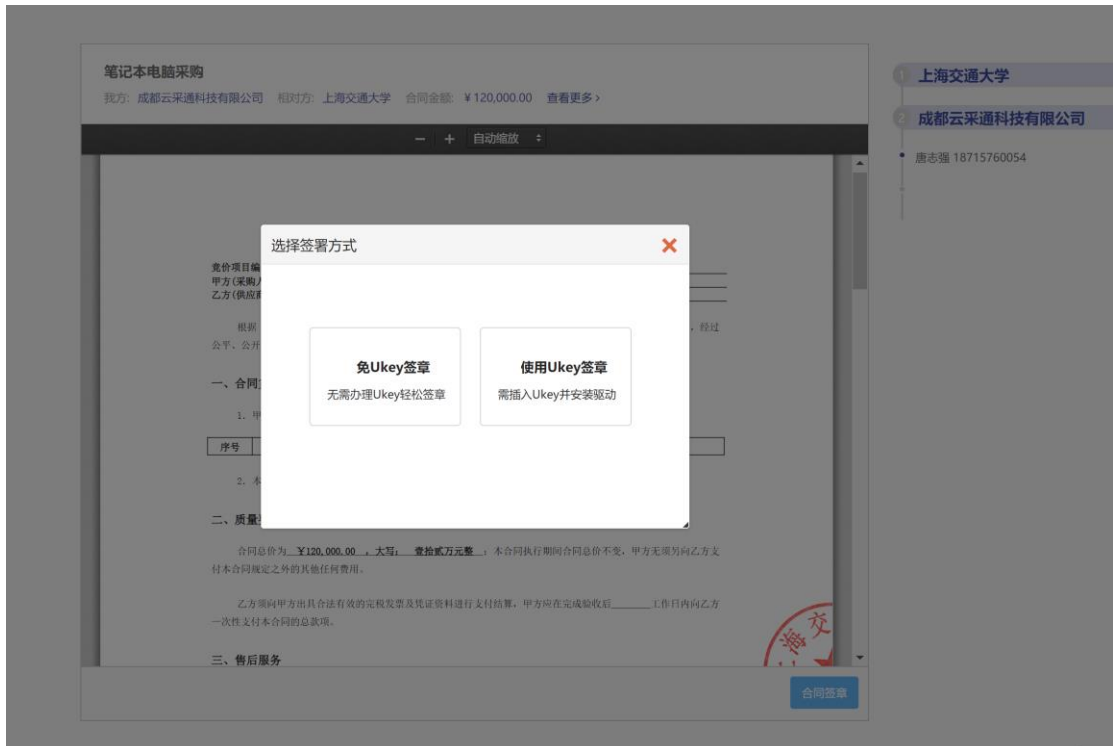 笔记本电脑采购
我方: 成都云采通科技有限公司 相对方: 上海交通大学 合同金额: ¥120,000.00 查看更多›
− + 自动缩放
1 上海交通大学
2 成都云采通科技有限公司
唐志强 18715760054
选择签署方式
竞价项目编
甲方(采购人
乙方(供应商
根据
,经过
公平、公开
免Ukey签章
无需办理Ukey轻松签章
使用Ukey签章
需插入Ukey并安装驱动
一、合同
1. 甲
序号
2. 本
二、质量
合同总价为 ¥120,000.00 ,大写: 壹拾贰万元整 ;本合同执行期间合同总价不变,甲方无须另向乙方支
付本合同规定之外的其他任何费用。
乙方须向甲方出具合法有效的完税发票及凭证资料进行支付结算,甲方应在完成验收后______工作日内向乙方
一次性支付本合同的总款项。
三、售后服务
海交
合同签章